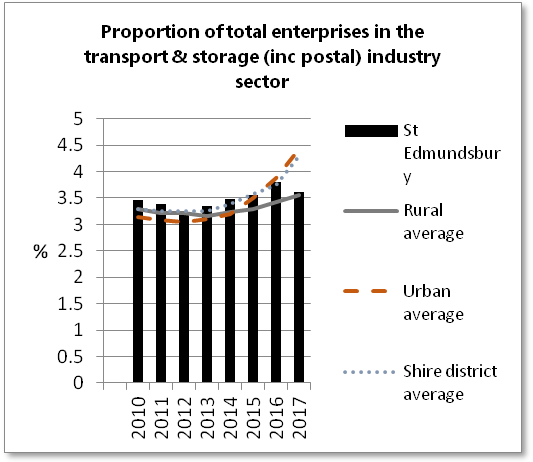 Proportion of total enterprises in the
transport & storage (inc postal) industry
sector
5
4.5
4
3.5
3
2.5
2
1.5
1
0.5
0
%
2010
2011
2012
2013
2014
2015
2016
2017
St
Edmundsbur
y
Rural
average
Urban
average
Shire district
average